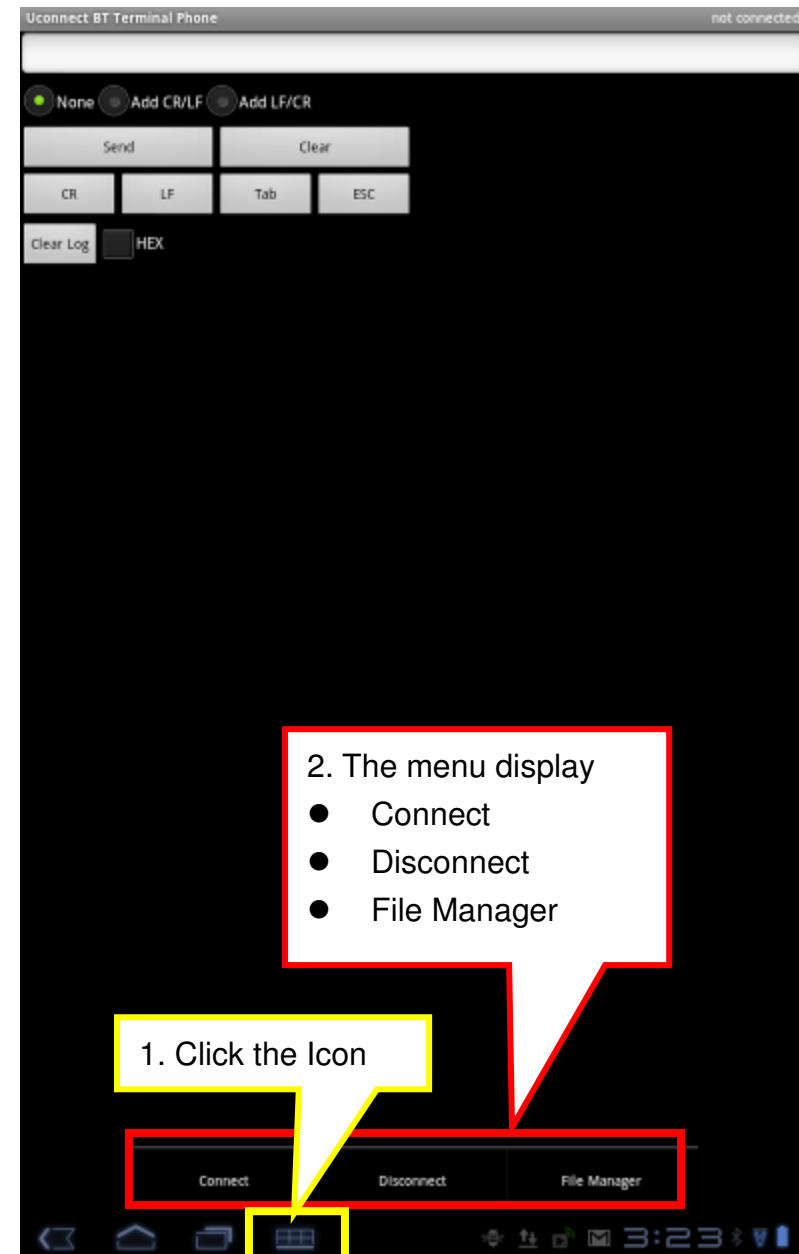 Uconnect BT Terminal Phone not connected
None Add CR/LF Add LF/CR
Send Clear
CR LF Tab ESC
Clear Log HEX
2. The menu display
● Connect
● Disconnect
● File Manager
1. Click the Icon
Connect Disconnect File Manager
3:23